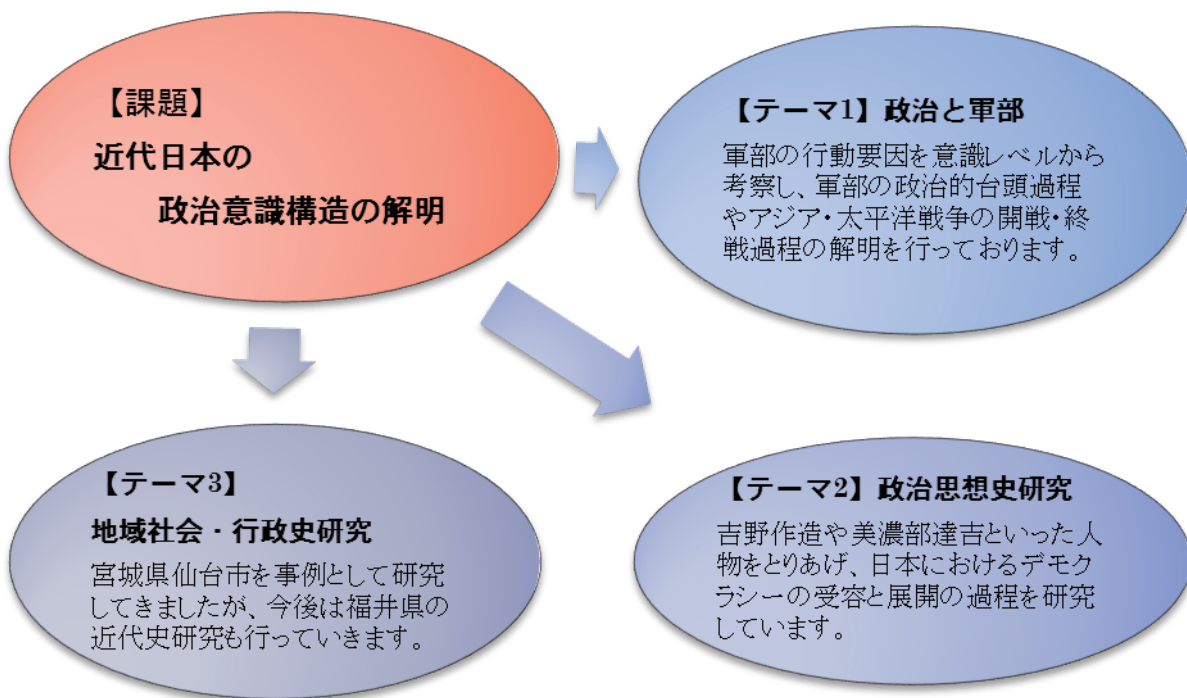 【課題】
近代日本の
政治意識構造の解明
【テーマ1】政治と軍部
軍部の行動要因を意識レベルから
考察し、軍部の政治的台頭過程
やアジア・太平洋戦争の開戦・終
戦過程の解明を行っております。
【テーマ2】政治思想史研究
吉野作造や美濃部達吉といった人
物をとりあげ、日本におけるデモク
ラシーの受容と展開の過程を研究
しています。
【テーマ3】
地域社会・行政史研究
宮城県仙台市を事例として研究
してきましたが、今後は福井県の
近代史研究も行っていきます。